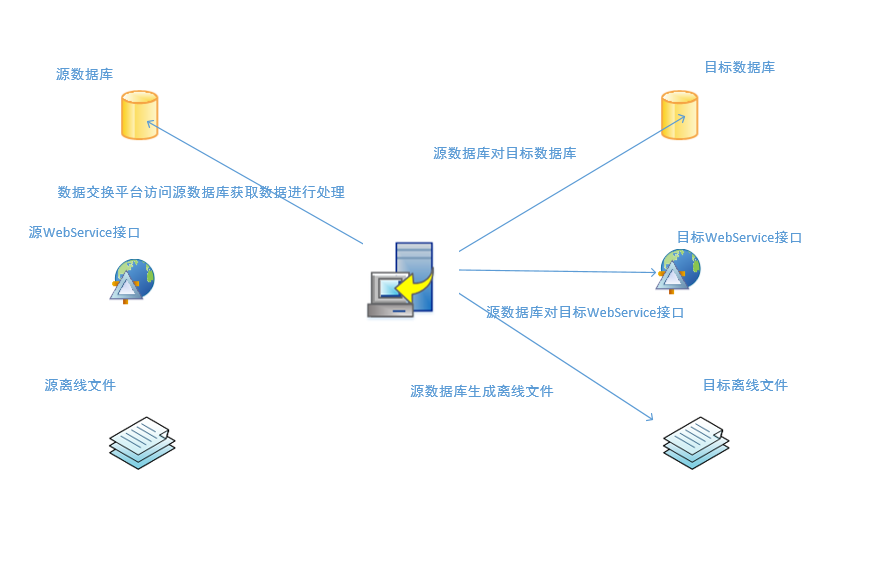 源数据库
目标数据库
源数据库对目标数据库
数据交换平台访问源数据库获取数据进行处理
源WebService接口
目标WebService接口
源数据库对目标WebService接口
源离线文件
源数据库生成离线文件
目标离线文件